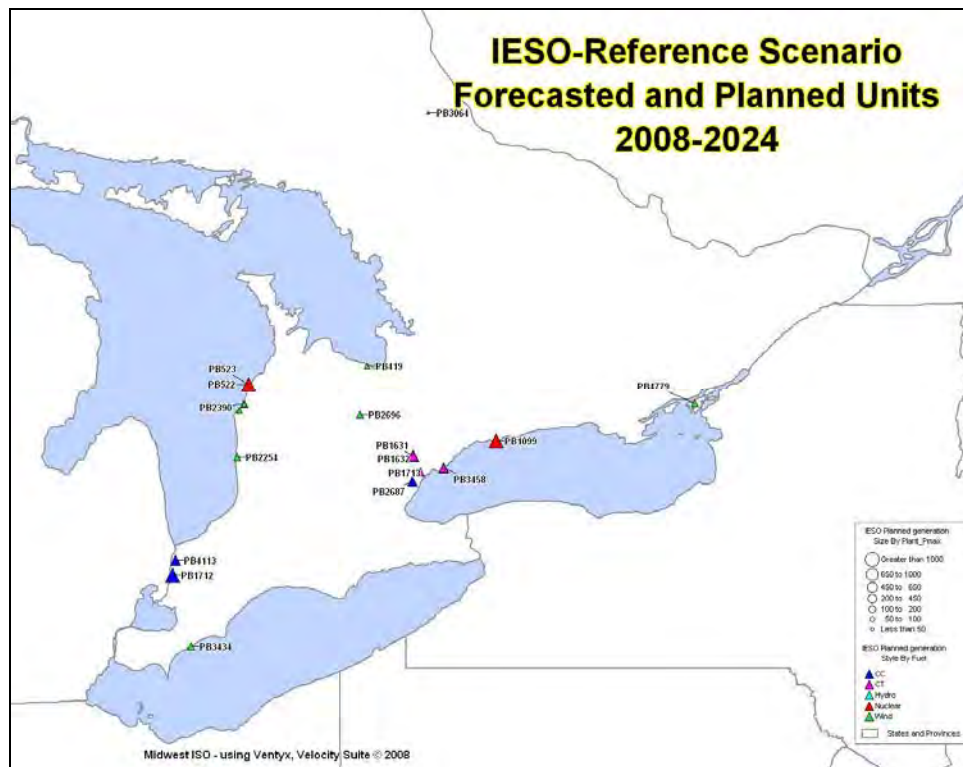 IESO-Reference Scenario
Forecasted and Planned Units
2008-2024
PB3064
PB419
PB523
PB522
PB4779
PB2390
PB2696
PB1099
PB1631
PB1632
PB2254
PB1713
PB3458
PB2687
PB4113
PB1712
PB3434
IESO Planned generation
Size By Plant_Pmax
Greater than 1000
650 to 1000
450 to 650
200 to 450
100 to 200
50 to 100
Less than 50
IESO Planned generation
Style By Fuel
CC
CT
Hydro
Nuclear
Wind
States and Provinces
Midwest ISO - using Ventyx, Velocity Suite © 2008